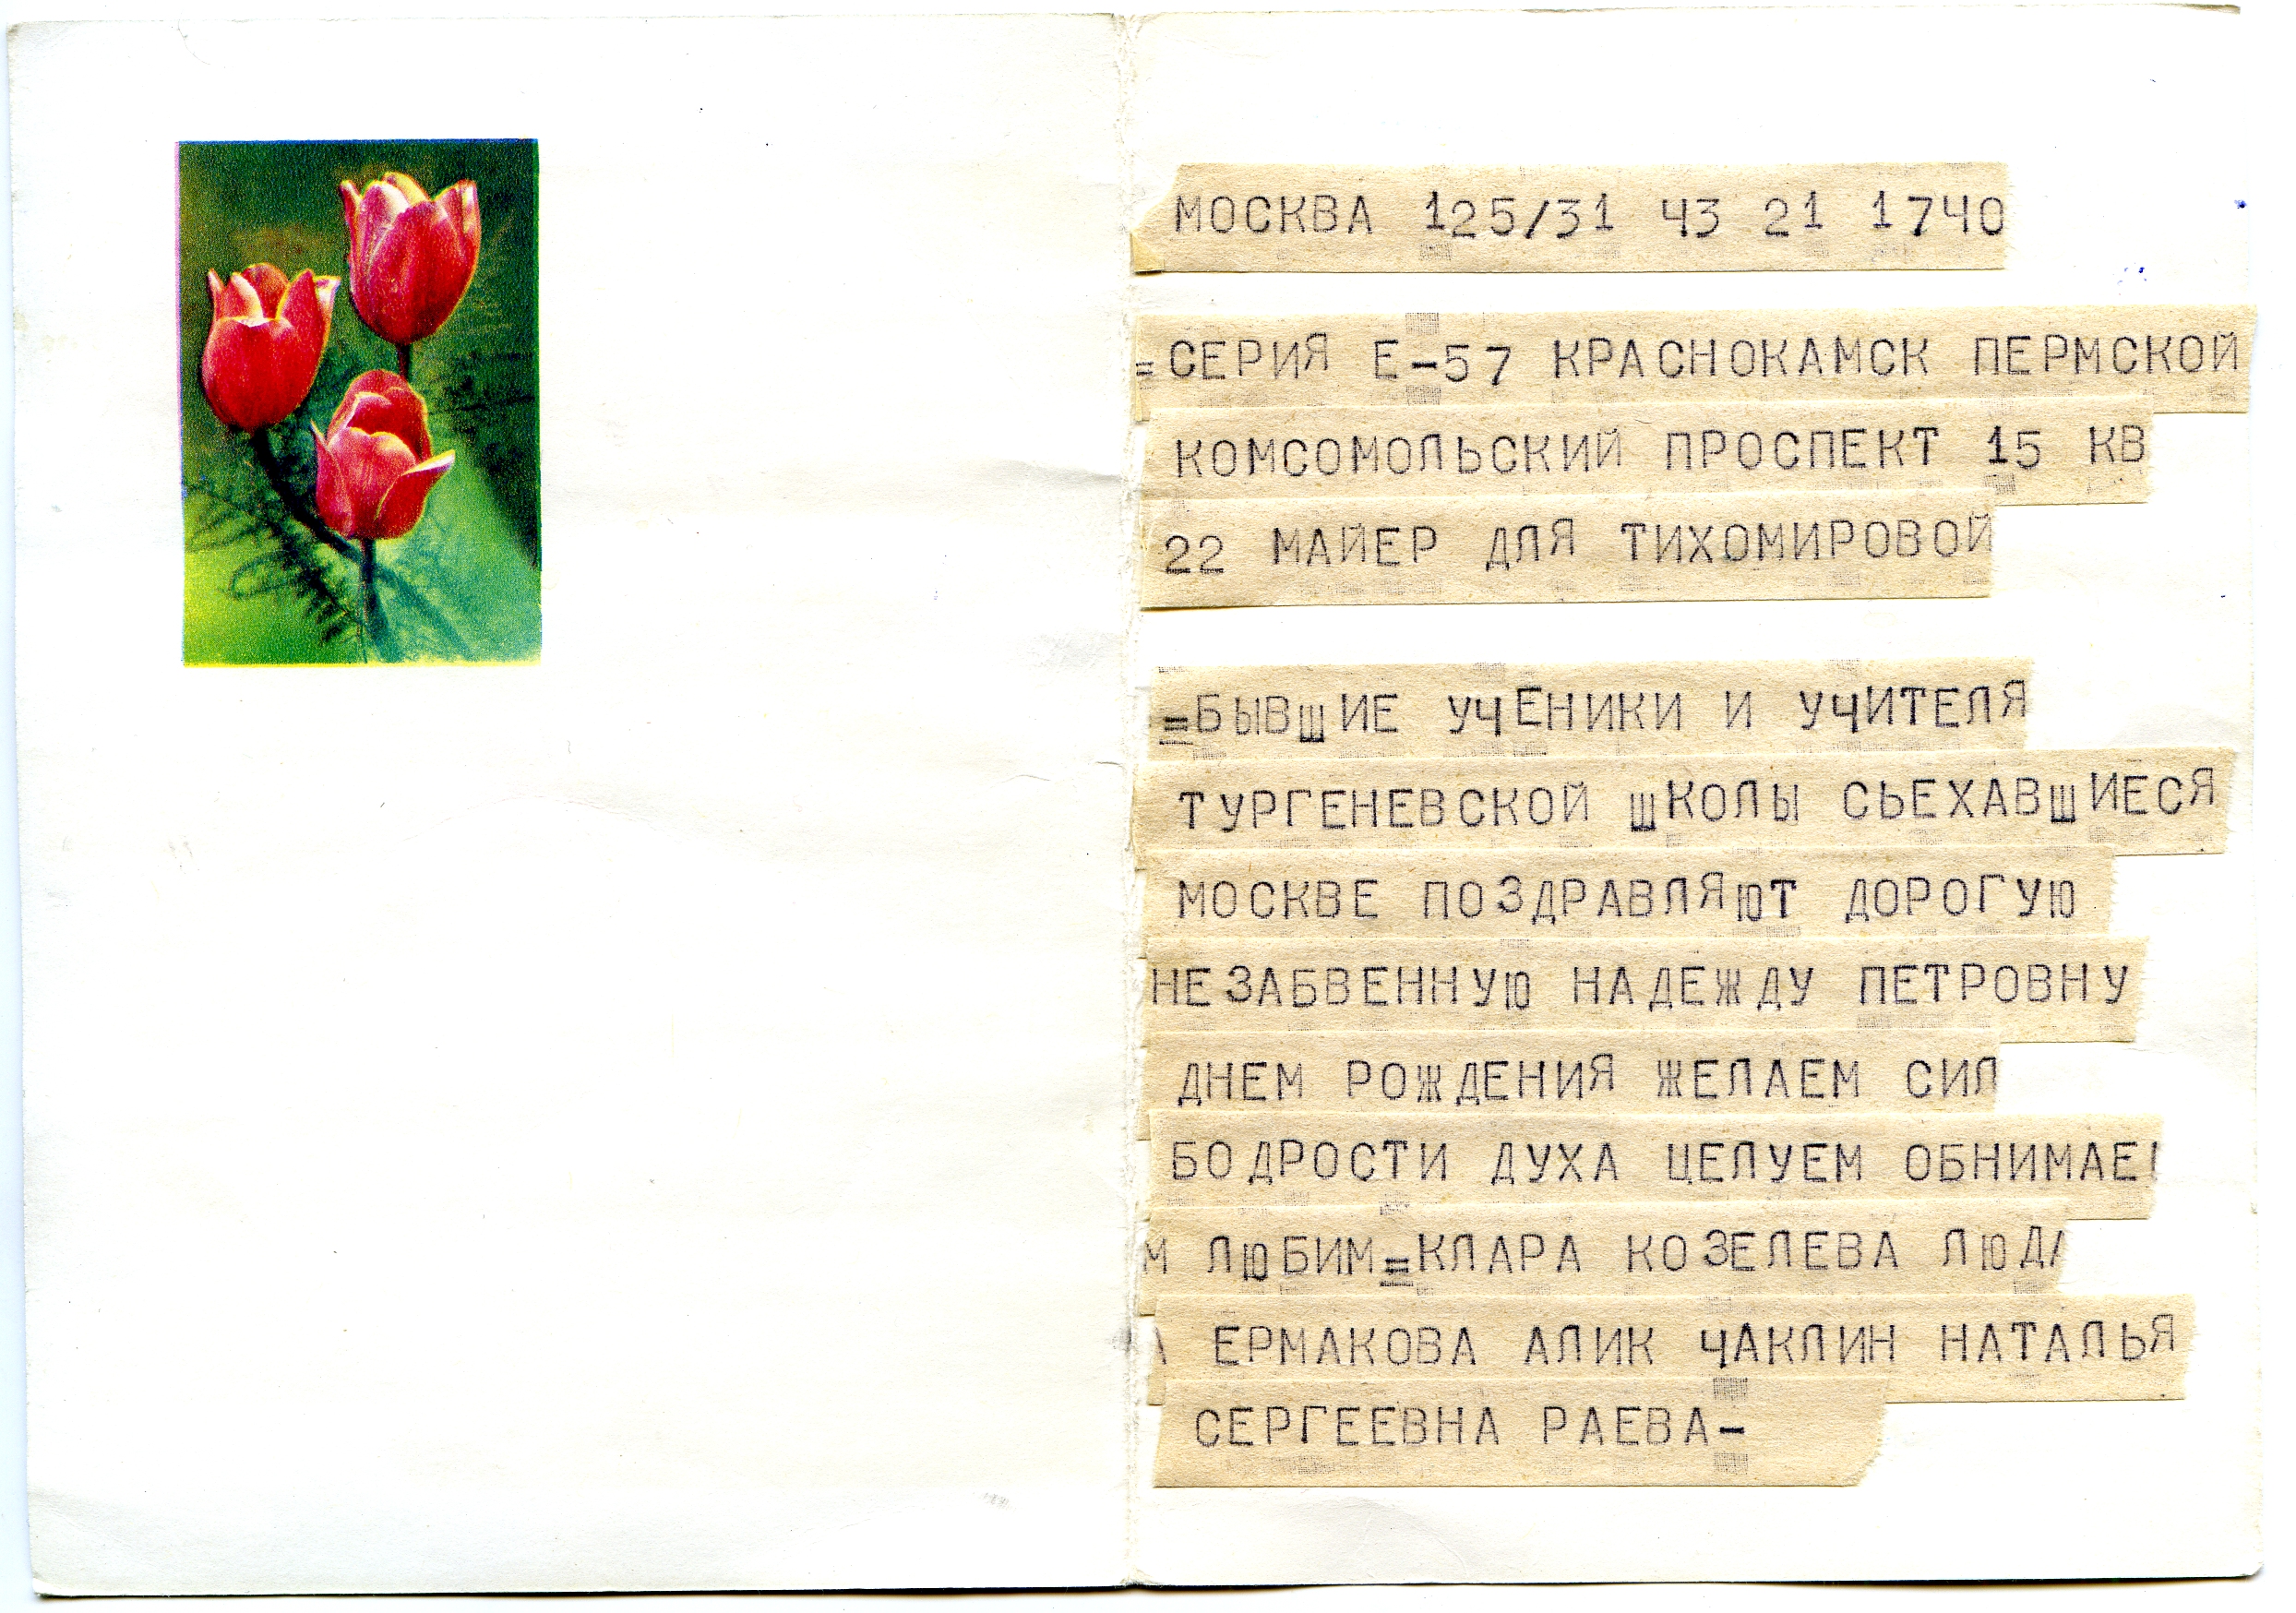 МОСКВА 125/31 43 21 1740
=СЕРИЯ Е-57 КРАСНОКАМСК ПЕРМСКОЙ
КОМСОМОЛЬСКИЙ ПРОСПЕКТ 15 КВ
22 МАЙЕР ДЛЯ ТИХОМИРОВОЙ
=БЫВШИЕ УЧЕНИКИ И УЧИТЕЛЯ
ТУРГЕНЕВСКОЙ ШКОЛЫ СЬЕХАВШИЕСЯ
МОСКВЕ ПОЗДРАВЛЯЮТ ДОРОГУЮ
НЕЗАБВЕННУЮ НАДЕЖДУ ПЕТРОВНУ
ДНЕМ РОЖДЕНИЯ ЖЕЛАЕМ СИЛ
БОДРОСТИ ДУХА ЦЕЛУЕМ ОБНИМАЕ
М ЛЮБИМ=КЛАРА КОЗЕЛЕВА ЛЮДА
А ЕРМАКОВА АЛИК ЧАКЛИН НАТАЛЬЯ
СЕРГЕЕВНА РАЕВА-